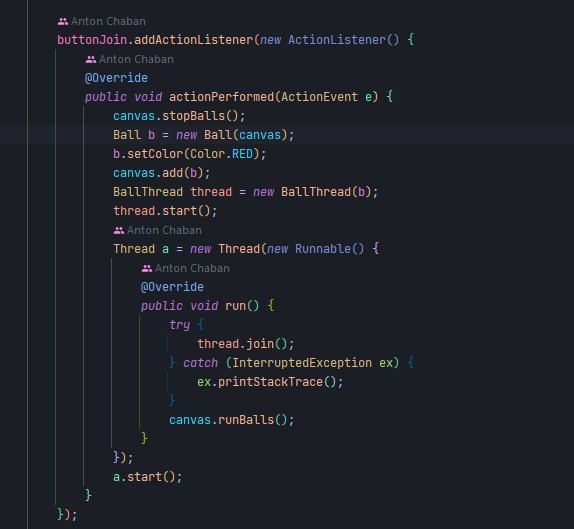 Anton Chaban
buttonJoin.addActionListener(new ActionListener() {
Anton Chaban
@Override
public void actionPerformed(ActionEvent e) {
canvas.stopBalls();
Ball b = new Ball(canvas);
b.setColor(Color.RED);
canvas.add(b);
BallThread thread = new BallThread(b);
thread.start();
Anton Chaban
Thread a = new Thread(new Runnable() {
Anton Chaban
@Override
public void run() {
try {
thread.join();
} catch (InterruptedException ex) {
ex.printStackTrace();
}
canvas.runBalls();
}
});
a.start();
}
});